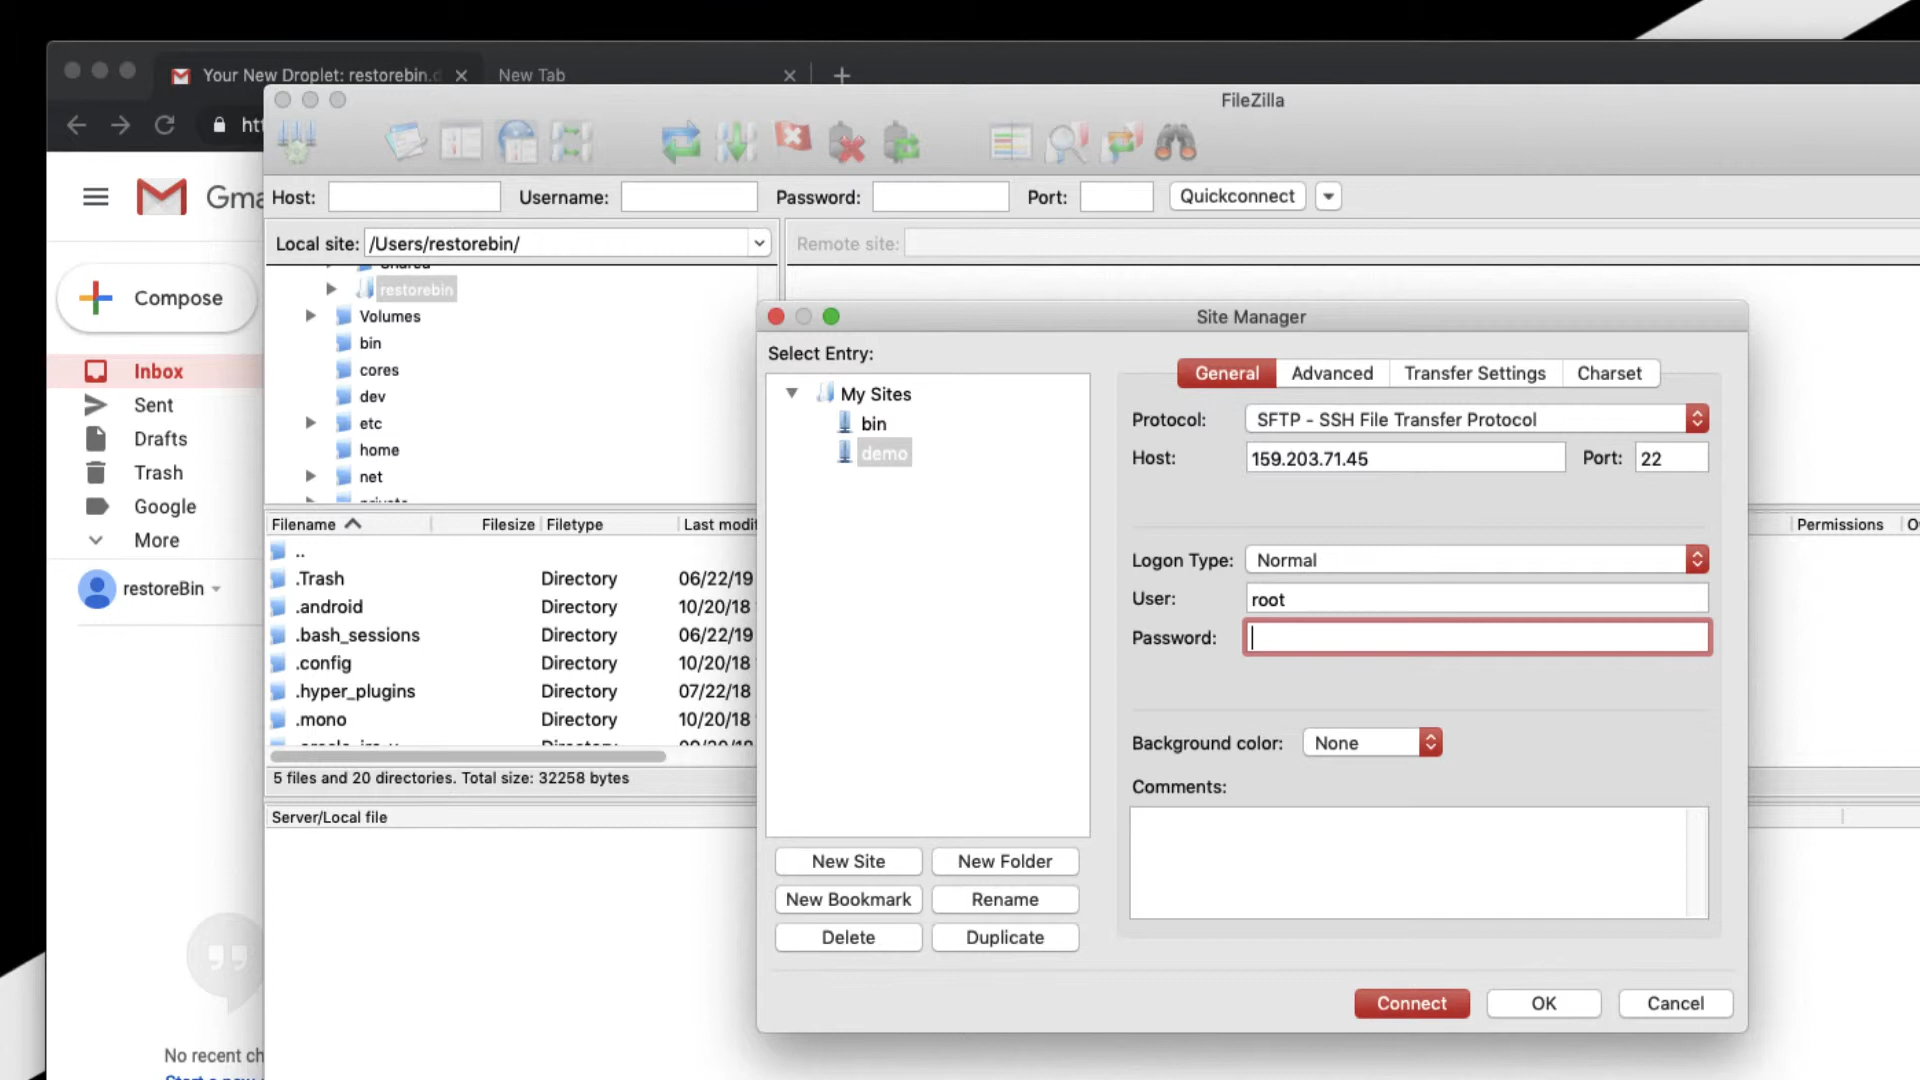 Your New Droplet: restorebin.d
New Tab
FileZilla
Host:
Username:
Password:
Port:
Quickconnect
Local site: /Users/restorebin/
Remote site:
restorebin
Volumes
bin
cores
dev
etc
home
net
Filename
Filesize
Filetype
Last modif
..
.Trash Directory 06/22/19
.android Directory 10/20/18
.bash_sessions Directory 06/22/19
.config Directory 10/20/18
.hyper_plugins Directory 07/22/18
.mono Directory 10/20/18
5 files and 20 directories. Total size: 32258 bytes
Server/Local file
Permissions
Gma
Compose
Inbox
Sent
Drafts
Trash
Google
More
restoreBin
No recent ch
Site Manager
Select Entry:
My Sites
bin
demo
New Site
New Folder
New Bookmark
Rename
Delete
Duplicate
General
Advanced
Transfer Settings
Charset
Protocol: SFTP - SSH File Transfer Protocol
Host: 159.203.71.45 Port: 22
Logon Type: Normal
User: root
Password:
Background color: None
Comments:
Connect
OK
Cancel